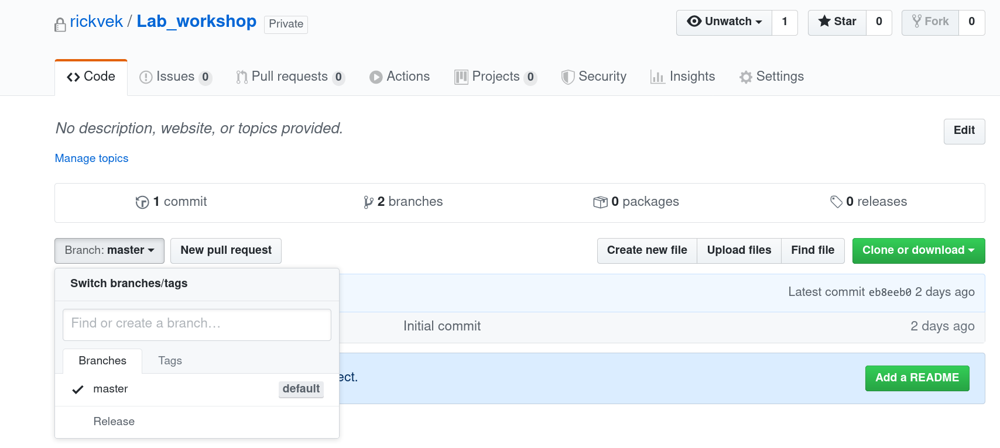 rickvek / Lab_workshop Private
Unwatch 1 Star 0 Fork 0
Code Issues 0 Pull requests 0 Actions Projects 0 Security Insights Settings
No description, website, or topics provided.
Edit
Manage topics
1 commit 2 branches 0 packages 0 releases
Branch: master New pull request Create new file Upload files Find file Clone or download
Switch branches/tags
Latest commit eb8eeb0 2 days ago
Find or create a branch…
Initial commit 2 days ago
Branches Tags
ect. Add a README
master default
Release